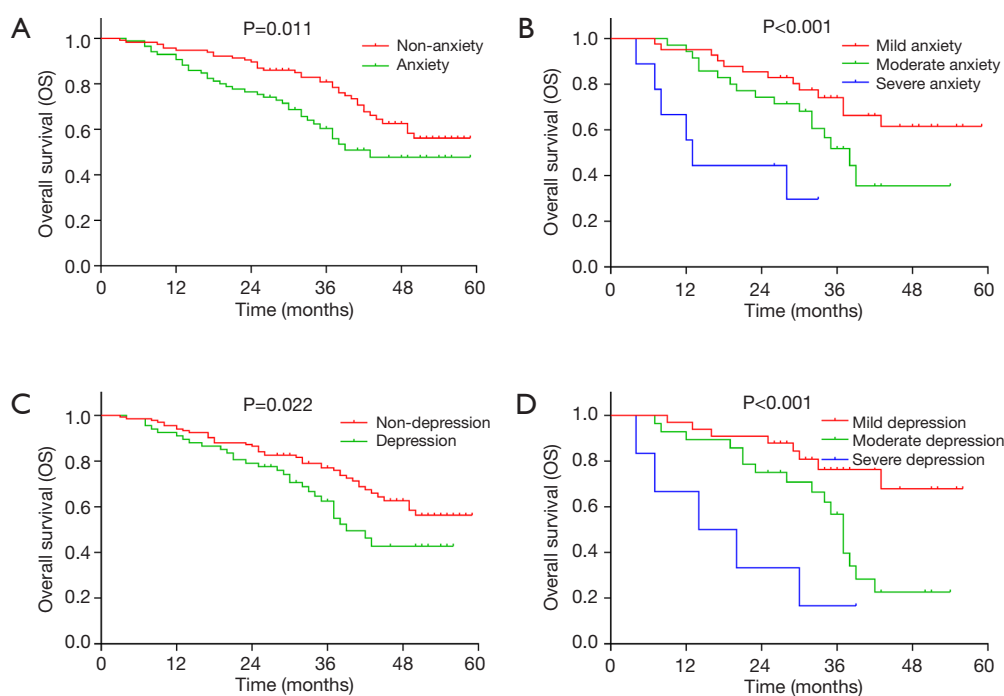 A
P=0.011
Non-anxiety
Anxiety
Overall survival (OS)
1.0
0.8
0.6
0.4
0.2
0.0
0 12 24 36 48 60
Time (months)
B
P<0.001
Mild anxiety
Moderate anxiety
Severe anxiety
Overall survival (OS)
1.0
0.8
0.6
0.4
0.2
0.0
0 12 24 36 48 60
Time (months)
C
P=0.022
Non-depression
Depression
Overall survival (OS)
1.0
0.8
0.6
0.4
0.2
0.0
0 12 24 36 48 60
Time (months)
D
P<0.001
Mild depression
Moderate depression
Severe depression
Overall survival (OS)
1.0
0.8
0.6
0.4
0.2
0.0
0 12 24 36 48 60
Time (months)